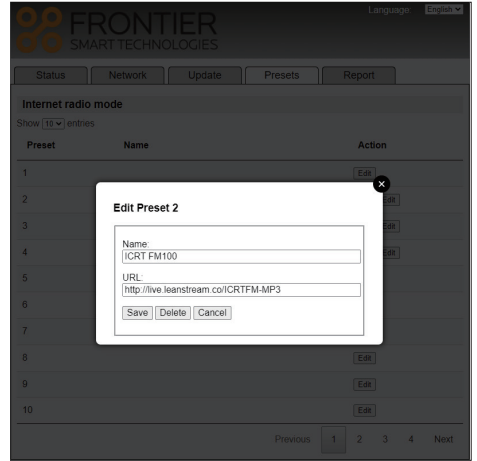 Language: English
FRONTIER
SMART TECHNOLOGIES
Status Network Update Presets Report
Internet radio mode
Show 10 entries
Preset Name Action
1 Edit
2 Edit
Edit Preset 2
3 Edit
Name:
4 ICRT FM100 Edit
URL:
5 http://live.leanstream.co/ICRTFM-MP3
6 Save Delete Cancel
7
8 Edit
9 Edit
10 Edit
Previous 1 2 3 4 Next